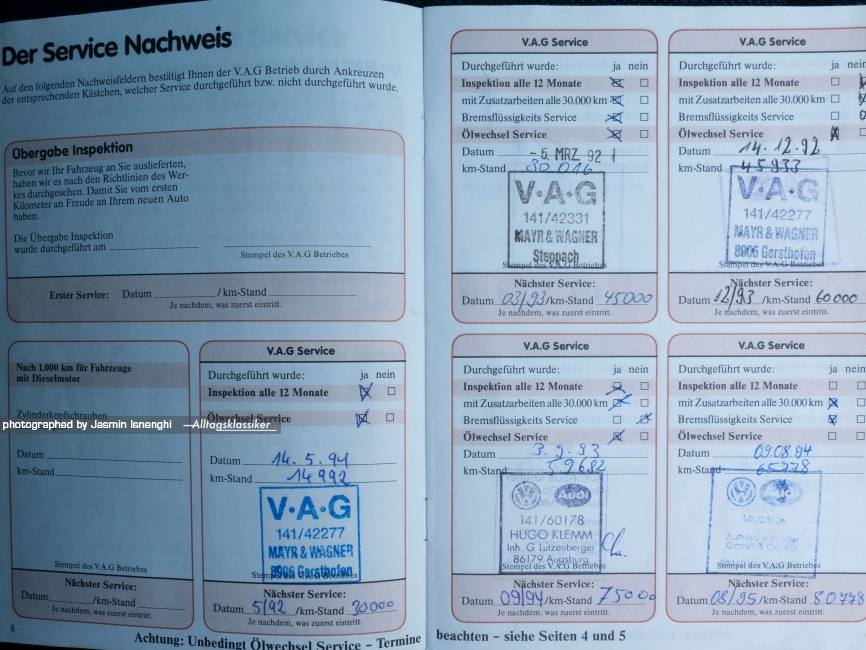 Der Service Nachweis
Auf den folgenden Nachweisfeldern bestätigt Ihnen der V.A.G Betrieb durch Ankreuzen
der entsprechenden Kästchen, welcher Service durchgeführt bzw. nicht durchgeführt wurde.
Übergabe Inspektion
Bevor wir Ihr Fahrzeug an Sie auslieferten,
haben wir es nach den Richtlinien des Wer-
kes durchgesehen. Damit Sie vom ersten
Kilometer an Freude an Ihrem neuen Auto
haben.
Die Übergabe Inspektion
wurde durchgeführt am
Stempel des V.A.G Betriebes
Erster Service: Datum / km-Stand
Je nachdem, was zuerst eintritt.
Nach 1.000 km für Fahrzeuge
mit Dieselmotor
Zylinderkopfschrauben
Datum
km-Stand
Stempel des V.A.G Betriebes
Nächster Service:
Datum /km-Stand
Je nachdem, was zuerst eintritt.
8
V.A.G Service
Durchgeführt wurde: ja nein
Inspektion alle 12 Monate
Ölwechsel Service
Datum 14.5.91
km-Stand 14 992
V·A·G
141/42277
MAYR & WAGNER
8906 Gersthofen
Stempel des V.A.G Betriebes
Nächster Service:
Datum 5/92 /km-Stand 30000
Je nachdem, was zuerst eintritt.
Achtung: Unbedingt Ölwechsel Service – Termine
photographed by Jasmin Isnenghi — Alltagsklassiker
V.A.G Service
Durchgeführt wurde: ja nein
Inspektion alle 12 Monate
mit Zusatzarbeiten alle 30.000 km
Bremsflüssigkeits Service
Ölwechsel Service
Datum - 5. MRZ. 92
km-Stand 30 016
V·A·G
141/42331
MAYR & WAGNER
Steppach
Stempel des V.A.G Betriebes
Nächster Service:
Datum 03/93 /km-Stand 45000
Je nachdem, was zuerst eintritt.
V.A.G Service
Durchgeführt wurde: ja nein
Inspektion alle 12 Monate
mit Zusatzarbeiten alle 30.000 km
Bremsflüssigkeits Service
Ölwechsel Service
Datum 14.12.92
km-Stand 45933
V·A·G
141/42277
MAYR & WAGNER
8906 Gersthofen
Stempel des V.A.G Betriebes
Nächster Service:
Datum 12/93 /km-Stand 60000
Je nachdem, was zuerst eintritt.
V.A.G Service
Durchgeführt wurde: ja nein
Inspektion alle 12 Monate
mit Zusatzarbeiten alle 30.000 km
Bremsflüssigkeits Service
Ölwechsel Service
Datum 3.9.93
km-Stand 59682
Audi
141/60178
HUGO KLEMM
Inh. G Lutzenberger
86179 Augsburg
Stempel des V.A.G Betriebes
Nächster Service:
Datum 09/94 /km-Stand 75000
Je nachdem, was zuerst eintritt.
V.A.G Service
Durchgeführt wurde: ja nein
Inspektion alle 12 Monate
mit Zusatzarbeiten alle 30.000 km
Bremsflüssigkeits Service
Ölwechsel Service
Datum 09.08.94
km-Stand 65778
Stempel des V.A.G Betriebes
Nächster Service:
Datum 08/95 /km-Stand 80778
Je nachdem, was zuerst eintritt.
beachten – siehe Seiten 4 und 5